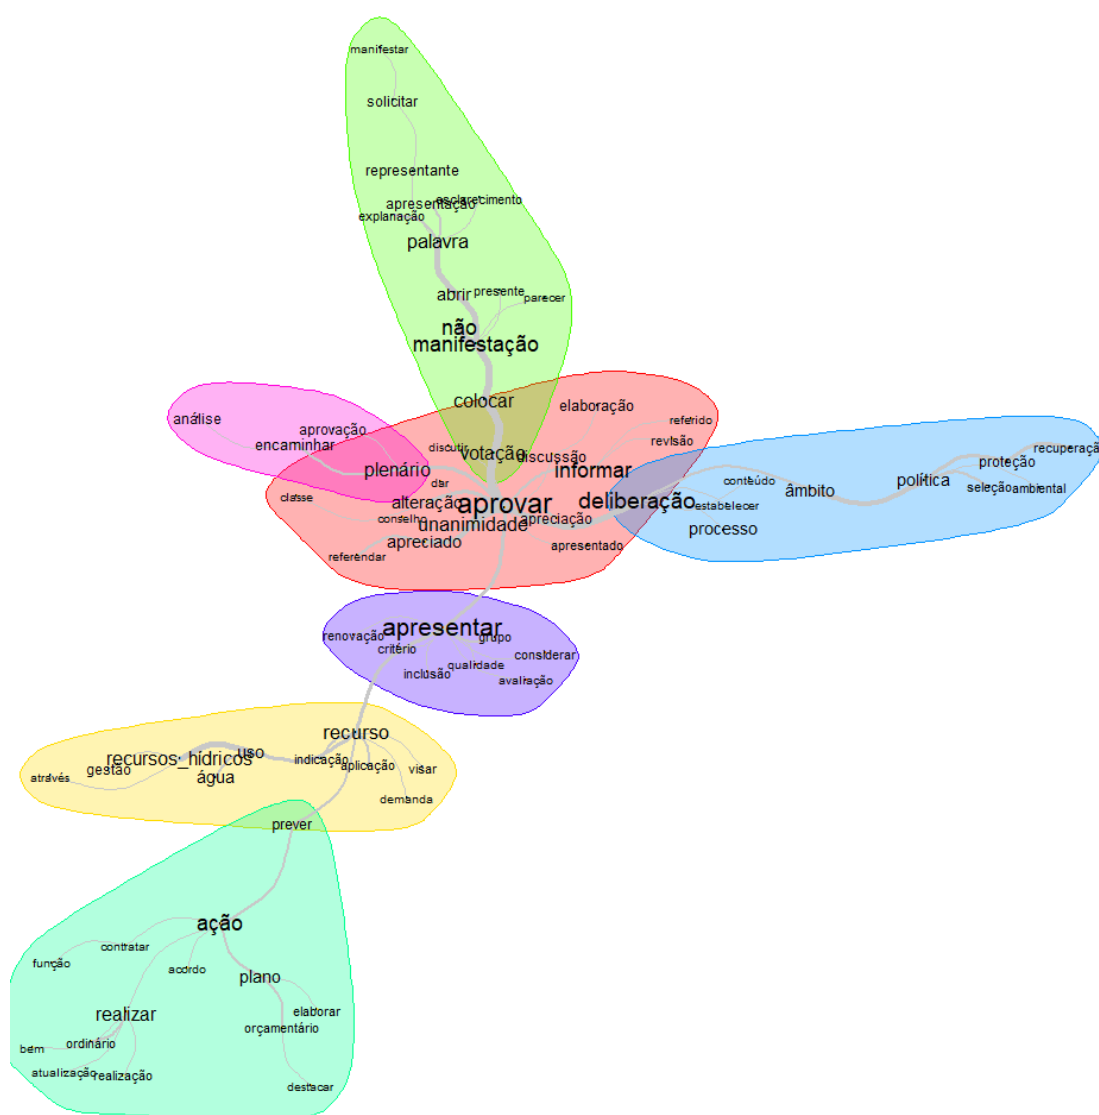 manifestar
solicitar
representante
esclarecimento
apresentação
explanação
palavra
abrir
presente
parecer
não
manifestação
colocar
elaboração
análise
aprovação
encaminhar
referido
revisão
discutir
votação
discussão
plenário
informar
recuperação
proteção
conteúdo
política
dar
classe
alteração
aprovar
deliberação
âmbito
seleção
ambiental
estabelecer
conselho
unanimidade
apreciação
processo
referendar
apreciado
apresentado
apresentar
renovação
grupo
critério
considerar
qualidade
inclusão
avaliação
recurso
uso
recursos_hídricos
indicação
aplicação
visar
através
gestão
água
demanda
prever
ação
contratar
função
acordo
plano
elaborar
realizar
orçamentário
ordinário
bem
atualização
realização
destacar